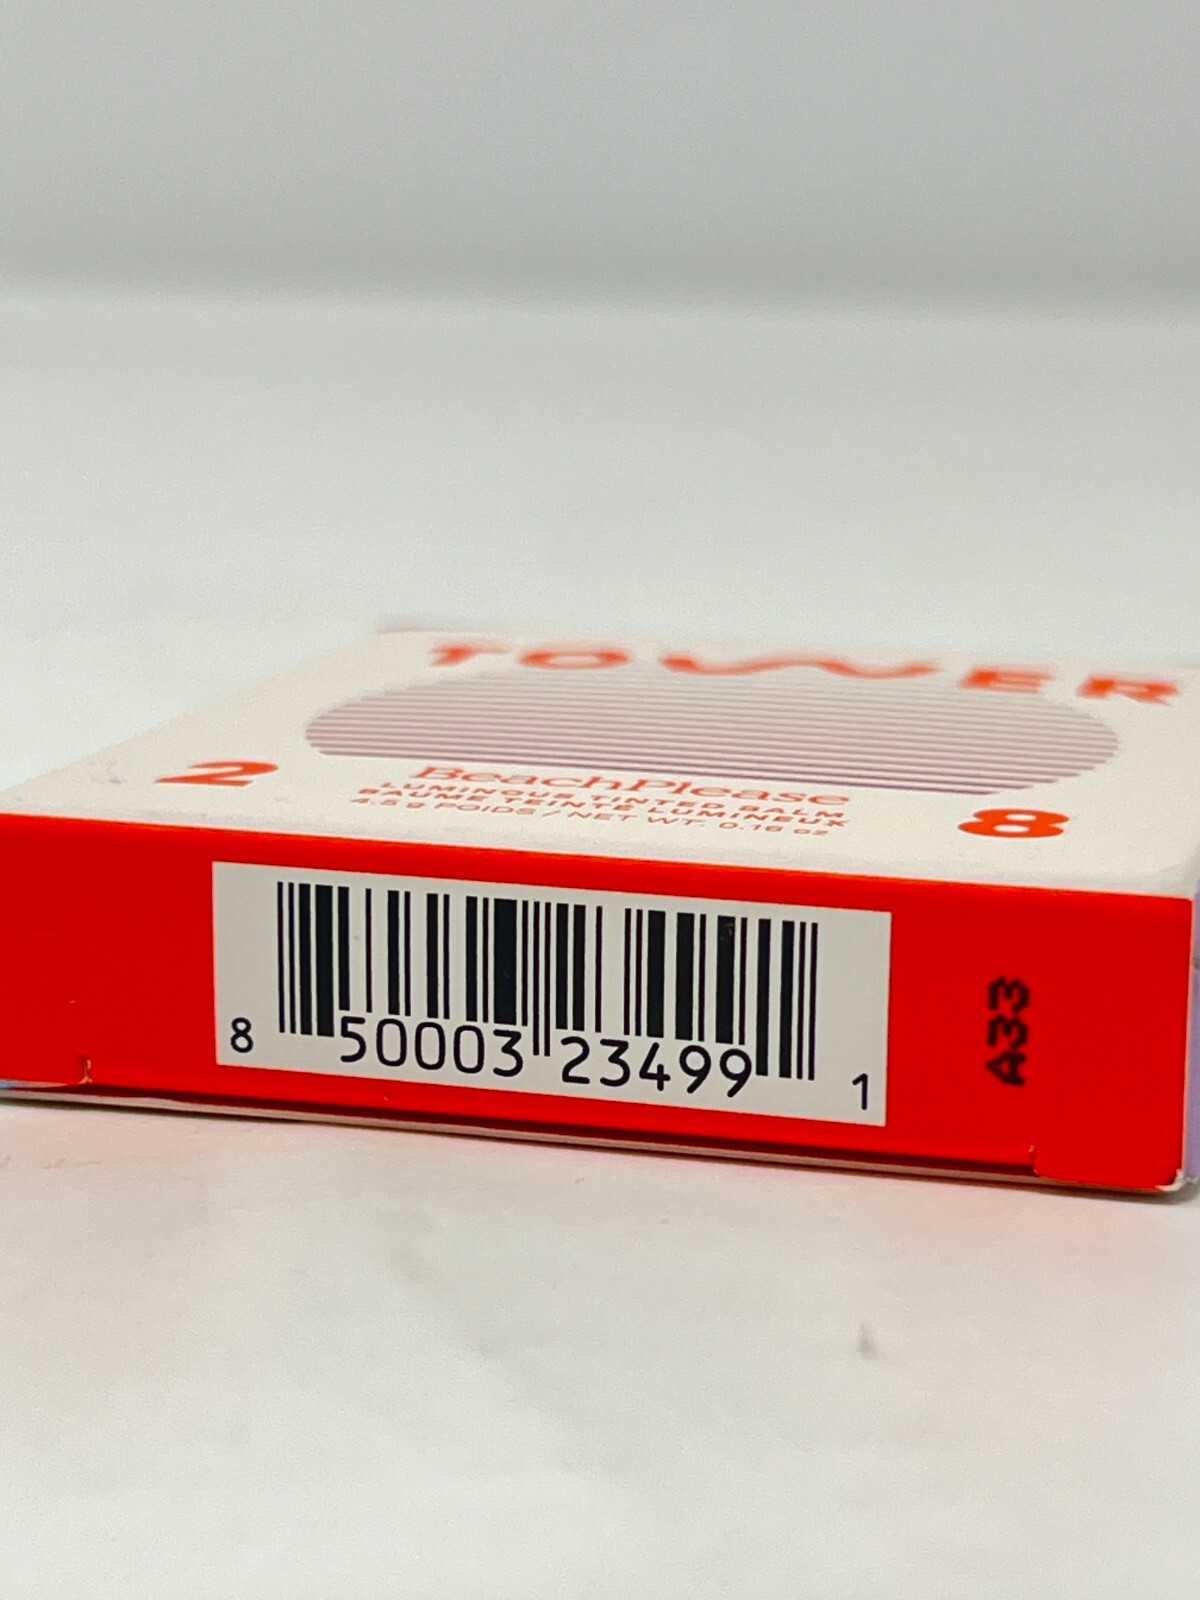 TOWER
2 8
BeachPlease
LUMINOUS TINTED BALM
BAUME TEINTÉ LUMINEUX
4.5 g POIDS / NET WT. 0.16 oz
8 50003 23499 1
A33